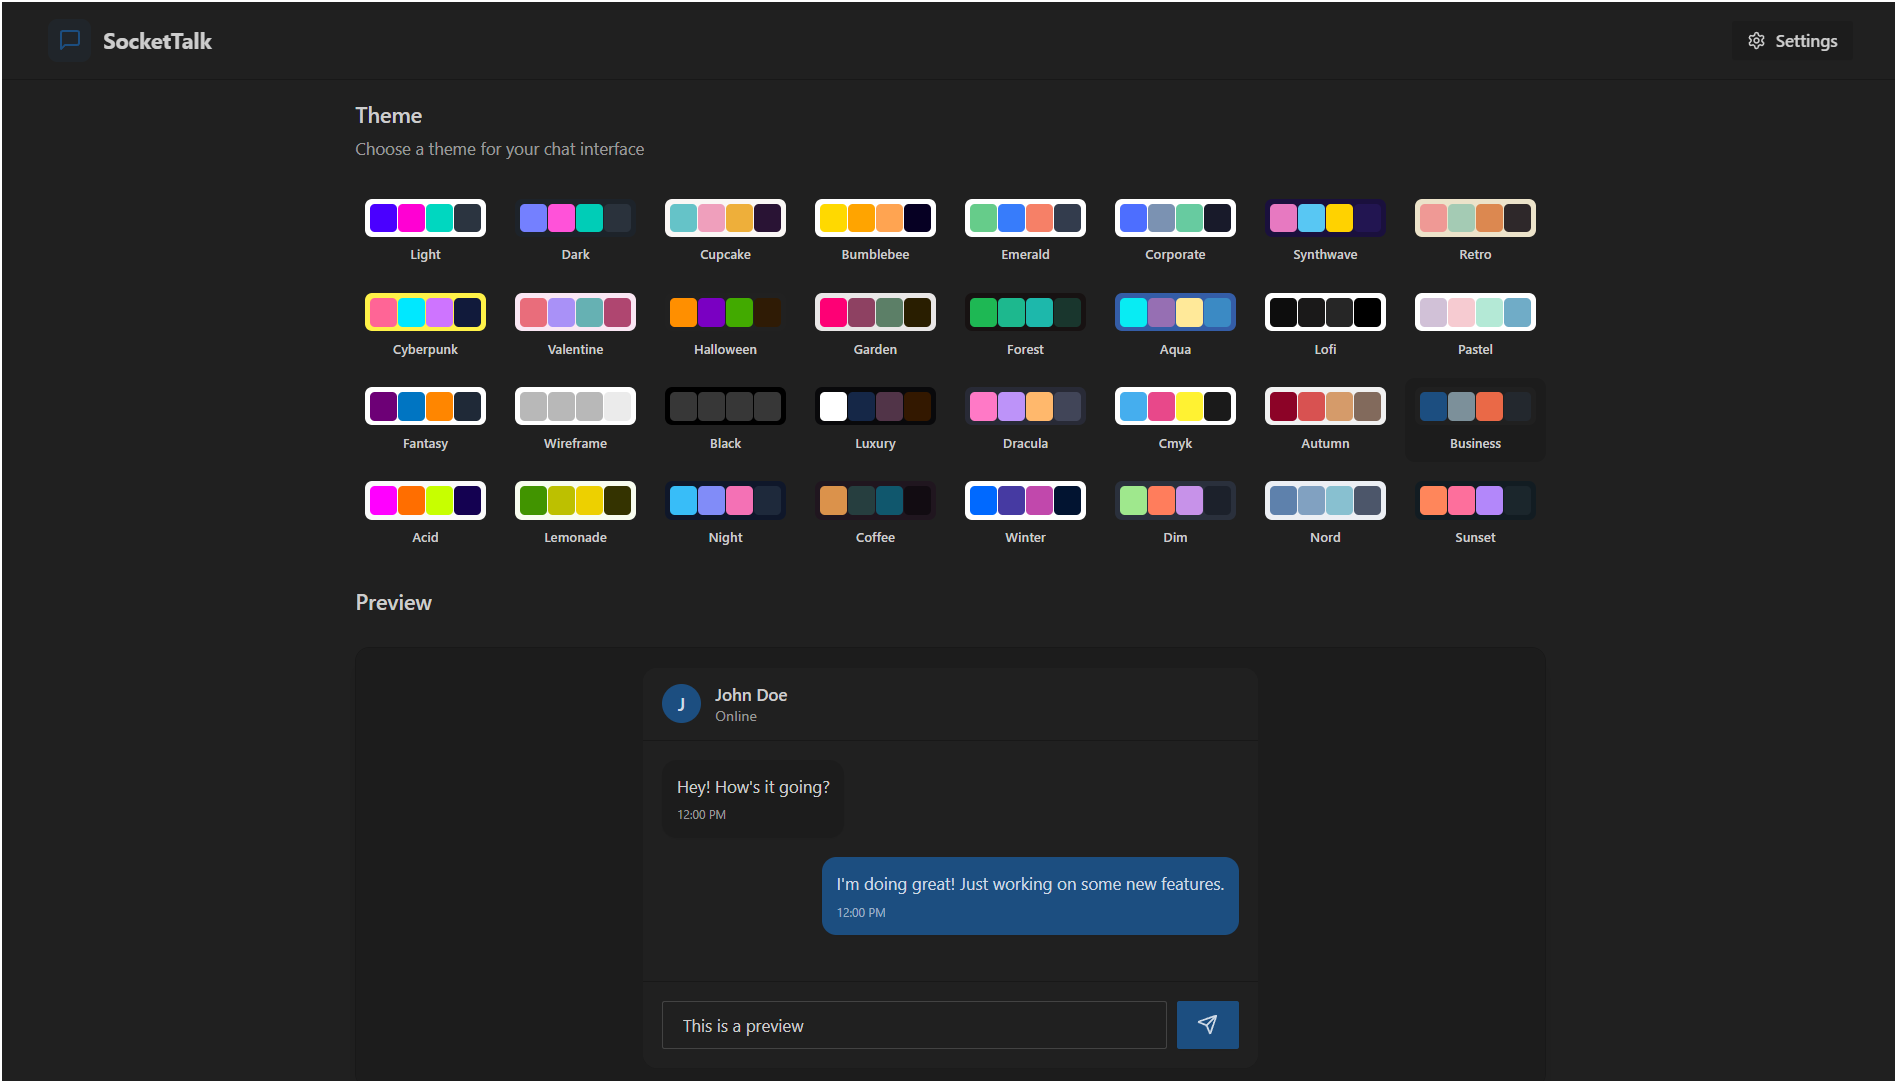 SocketTalk
Settings
Theme
Choose a theme for your chat interface
Light Dark Cupcake Bumblebee Emerald Corporate Synthwave Retro
Cyberpunk Valentine Halloween Garden Forest Aqua Lofi Pastel
Fantasy Wireframe Black Luxury Dracula Cmyk Autumn Business
Acid Lemonade Night Coffee Winter Dim Nord Sunset
Preview
J
John Doe
Online
Hey! How's it going?
12:00 PM
I'm doing great! Just working on some new features.
12:00 PM
This is a preview